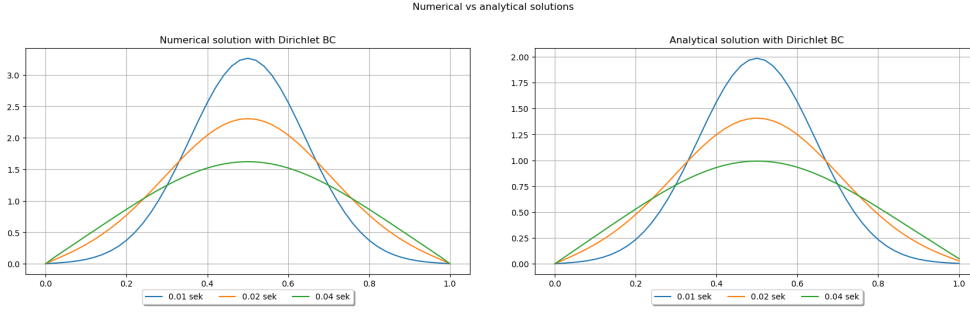 Numerical vs analytical solutions
Numerical solution with Dirichlet BC
3.0
2.5
2.0
1.5
1.0
0.5
0.0
0.0 0.2 0.4 0.6 0.8 1.0
0.01 sek 0.02 sek 0.04 sek
Analytical solution with Dirichlet BC
2.00
1.75
1.50
1.25
1.00
0.75
0.50
0.25
0.00
0.0 0.2 0.4 0.6 0.8 1.0
0.01 sek 0.02 sek 0.04 sek